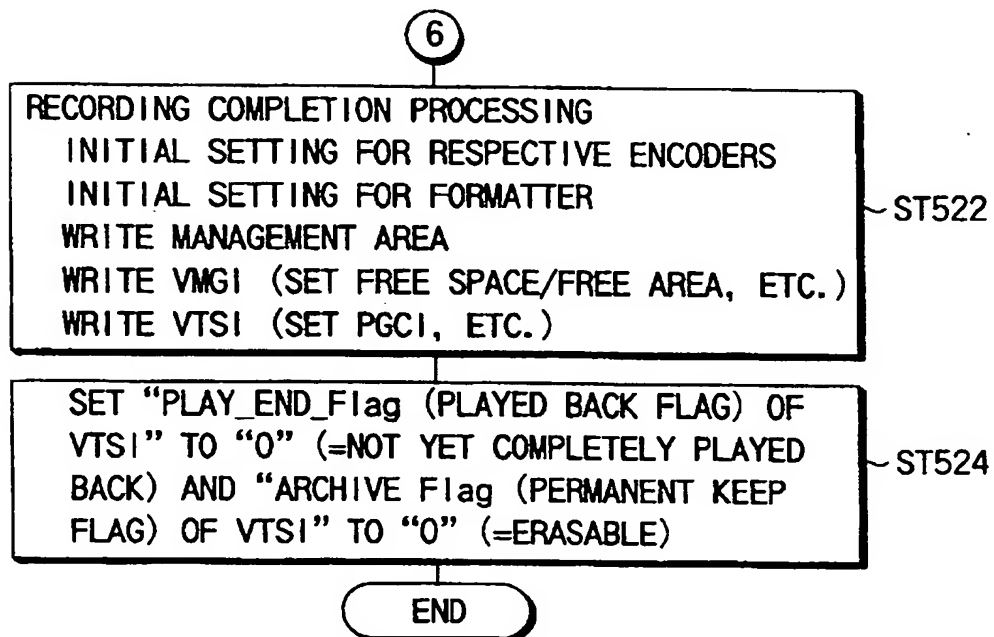 6
RECORDING COMPLETION PROCESSING
INITIAL SETTING FOR RESPECTIVE ENCODERS
INITIAL SETTING FOR FORMATTER
WRITE MANAGEMENT AREA
WRITE VMGI (SET FREE SPACE/FREE AREA, ETC.)
WRITE VTSI (SET PGCI, ETC.)
ST522
SET “PLAY_END_Flag (PLAYED BACK FLAG) OF
VTSI” TO “0” (=NOT YET COMPLETELY PLAYED
BACK) AND “ARCHIVE Flag (PERMANENT KEEP
FLAG) OF VTSI” TO “0” (=ERASABLE)
ST524
END